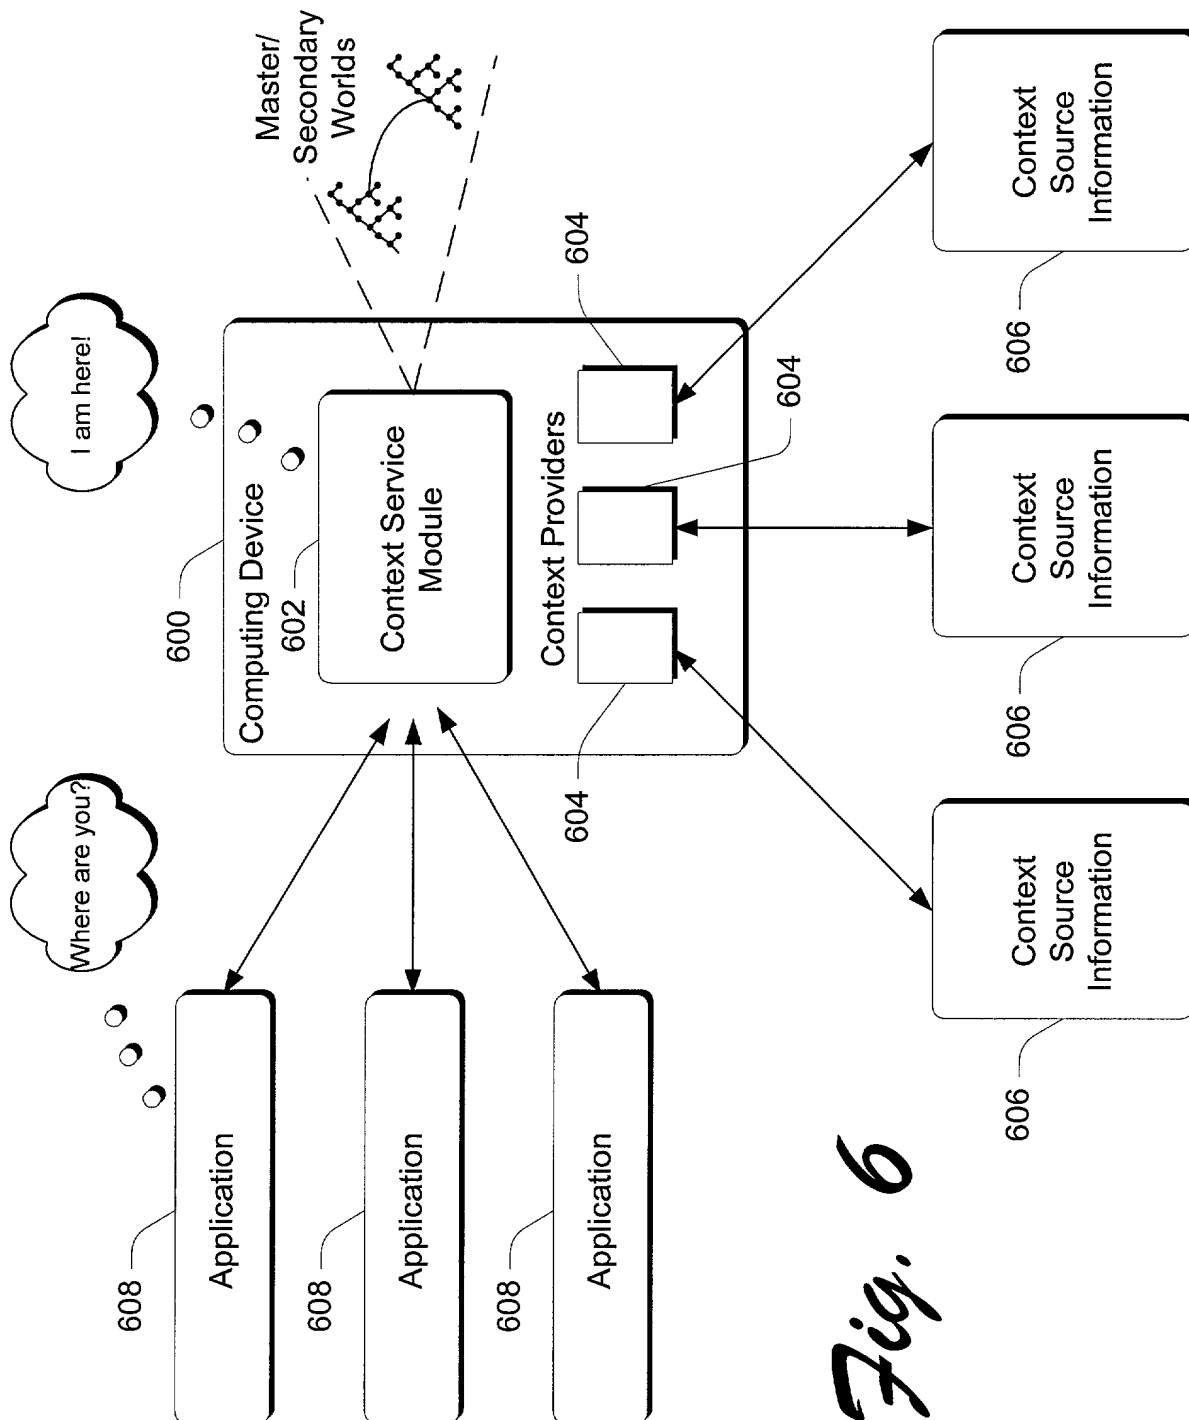 Where are you?
I am here!
Master/
Secondary
Worlds
600
Computing Device
602
Context Service
Module
Context Providers
604
604
604
608
Application
608
Application
608
Application
606
Context
Source
Information
606
Context
Source
Information
606
Context
Source
Information
Fig. 6